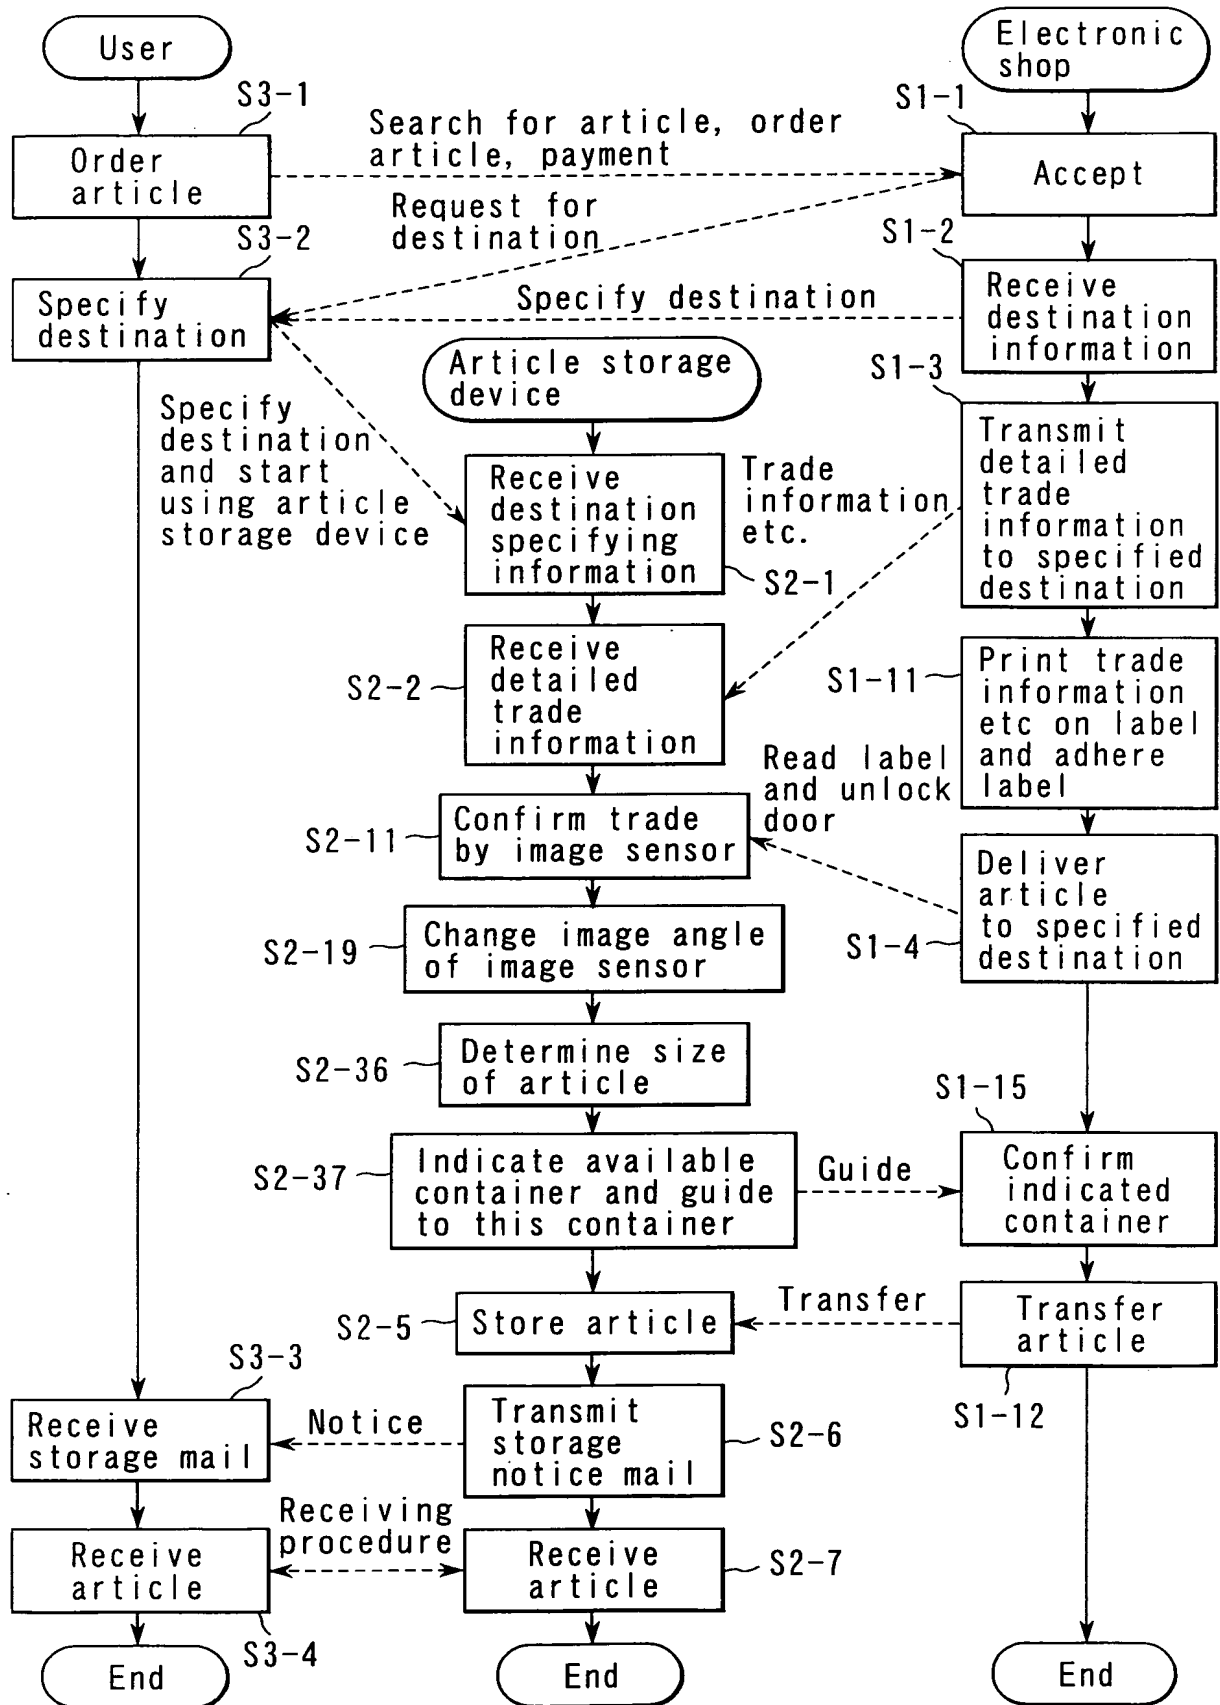 User
Electronic
shop
S3-1
S1-1
Order
article
Search for article, order
article, payment
Accept
Request for
destination
S3-2
S1-2
Specify
destination
Specify destination
Receive
destination
information
Article storage
device
S1-3
Specify
destination
and start
using article
storage device
Receive
destination
specifying
information
S2-1
Trade
information
etc.
Transmit
detailed
trade
information
to specified
destination
S2-2
Receive
detailed
trade
information
S1-11
Print trade
information
etc on label
and adhere
label
Read label
and unlock
door
S2-11
Confirm trade
by image sensor
Deliver
article
to specified
destination
S1-4
S2-19
Change image angle
of image sensor
S2-36
Determine size
of article
S1-15
S2-37
Indicate available
container and guide
to this container
Guide
Confirm
indicated
container
S2-5
Store article
Transfer
Transfer
article
S1-12
S3-3
Receive
storage mail
Notice
Transmit
storage
notice mail
S2-6
Receiving
procedure
Receive
article
S3-4
Receive
article
S2-7
End
End
End